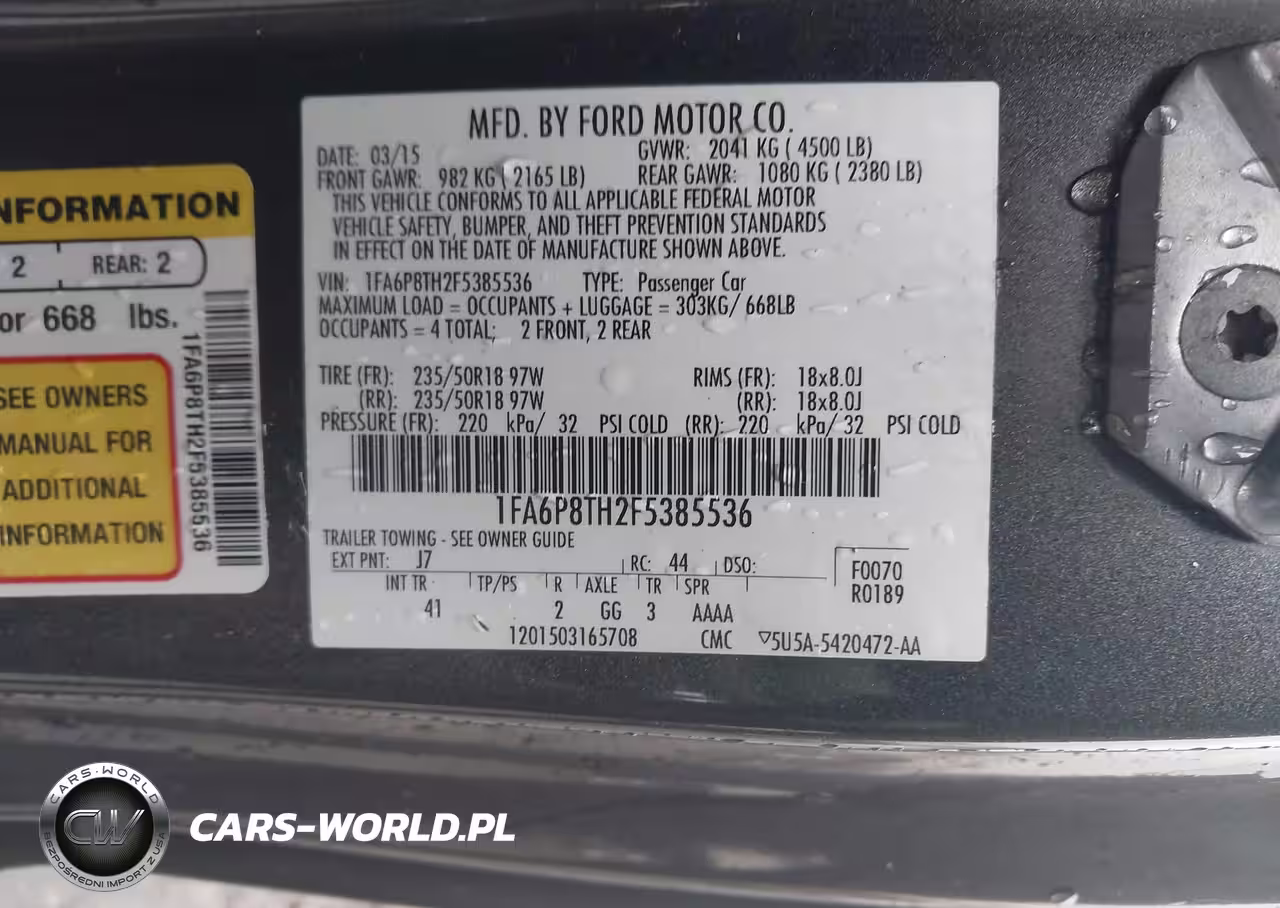 NFORMATION
2 REAR: 2
or 668 lbs.
SEE OWNERS
MANUAL FOR
ADDITIONAL
INFORMATION
1FA6P8TH2F5385536
MFD. BY FORD MOTOR CO.
DATE: 03/15 GVWR: 2041 KG ( 4500 LB)
FRONT GAWR: 982 KG ( 2165 LB) REAR GAWR: 1080 KG ( 2380 LB)
THIS VEHICLE CONFORMS TO ALL APPLICABLE FEDERAL MOTOR
VEHICLE SAFETY, BUMPER, AND THEFT PREVENTION STANDARDS
IN EFFECT ON THE DATE OF MANUFACTURE SHOWN ABOVE.
VIN: 1FA6P8TH2F5385536 TYPE: Passenger Car
MAXIMUM LOAD = OCCUPANTS + LUGGAGE = 303KG/ 668LB
OCCUPANTS = 4 TOTAL; 2 FRONT, 2 REAR
TIRE (FR): 235/50R18 97W RIMS (FR): 18x8.0J
(RR): 235/50R18 97W (RR): 18x8.0J
PRESSURE (FR): 220 kPa/ 32 PSI COLD (RR): 220 kPa/ 32 PSI COLD
1FA6P8TH2F5385536
TRAILER TOWING - SEE OWNER GUIDE
EXT PNT: J7 RC: 44 DSO:
F0070
R0189
INT TR TP/PS R AXLE TR SPR
41 2 GG 3 AAAA
1201503165708 CMC ▽5U5A-5420472-AA
CARS-WORLD
CW
BEZPOŚREDNI IMPORT Z USA
CARS-WORLD.PL